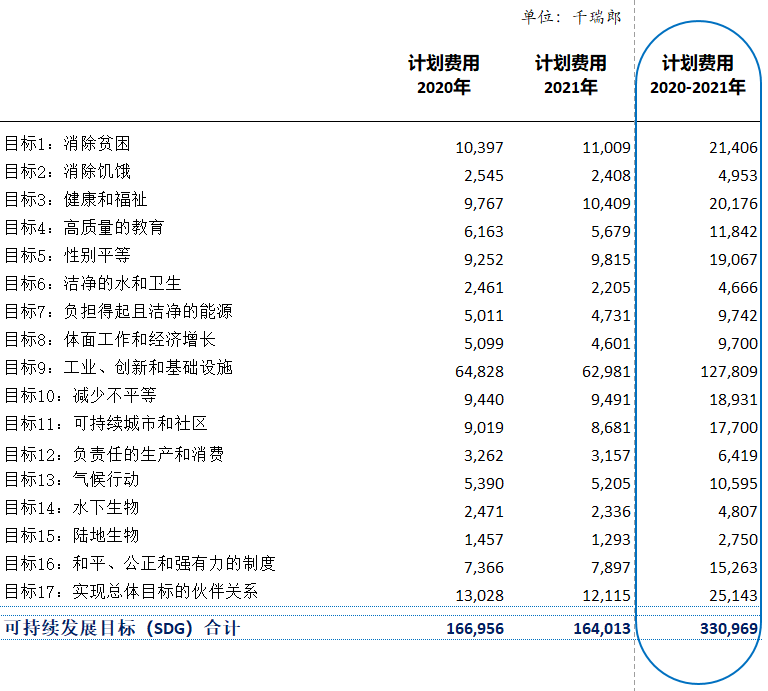 单位：千瑞郎
计划费用 计划费用 计划费用
2020年 2021年 2020-2021年
目标1：消除贫困 10,397 11,009 21,406
目标2：消除饥饿 2,545 2,408 4,953
目标3：健康和福祉 9,767 10,409 20,176
目标4：高质量的教育 6,163 5,679 11,842
目标5：性别平等 9,252 9,815 19,067
目标6：洁净的水和卫生 2,461 2,205 4,666
目标7：负担得起且洁净的能源 5,011 4,731 9,742
目标8：体面工作和经济增长 5,099 4,601 9,700
目标9：工业、创新和基础设施 64,828 62,981 127,809
目标10：减少不平等 9,440 9,491 18,931
目标11：可持续城市和社区 9,019 8,681 17,700
目标12：负责任的生产和消费 3,262 3,157 6,419
目标13：气候行动 5,390 5,205 10,595
目标14：水下生物 2,471 2,336 4,807
目标15：陆地生物 1,457 1,293 2,750
目标16：和平、公正和强有力的制度 7,366 7,897 15,263
目标17：实现总体目标的伙伴关系 13,028 12,115 25,143
可持续发展目标（SDG）合计 166,956 164,013 330,969